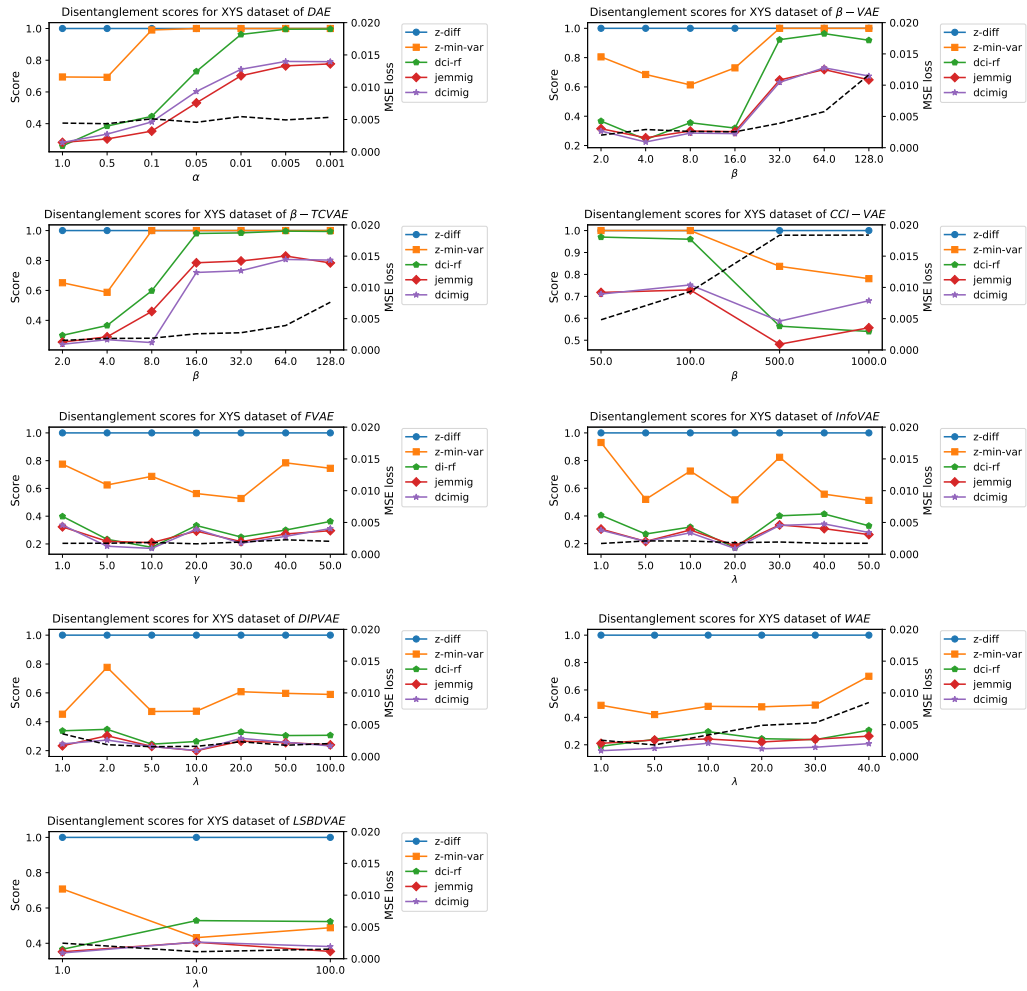 Disentanglement scores for XYS dataset of DAE
1.0
0.8
0.6
0.4
Score
0.020
0.015
0.010
0.005
0.000
MSE loss
1.0 0.5 0.1 0.05 0.01 0.005 0.001
α
z-diff
z-min-var
dci-rf
jemmig
dcimig
Disentanglement scores for XYS dataset of β − VAE
1.0
0.8
0.6
0.4
0.2
Score
0.020
0.015
0.010
0.005
0.000
MSE loss
2.0 4.0 8.0 16.0 32.0 64.0 128.0
β
z-diff
z-min-var
dci-rf
jemmig
dcimig
Disentanglement scores for XYS dataset of β − TCVAE
1.0
0.8
0.6
0.4
Score
0.020
0.015
0.010
0.005
0.000
MSE loss
2.0 4.0 8.0 16.0 32.0 64.0 128.0
β
z-diff
z-min-var
dci-rf
jemmig
dcimig
Disentanglement scores for XYS dataset of CCI − VAE
1.0
0.9
0.8
0.7
0.6
0.5
Score
0.020
0.015
0.010
0.005
0.000
MSE loss
50.0 100.0 500.0 1000.0
β
z-diff
z-min-var
dci-rf
jemmig
dcimig
Disentanglement scores for XYS dataset of FVAE
1.0
0.8
0.6
0.4
0.2
Score
0.020
0.015
0.010
0.005
0.000
MSE loss
1.0 5.0 10.0 20.0 30.0 40.0 50.0
γ
z-diff
z-min-var
di-rf
jemmig
dcimig
Disentanglement scores for XYS dataset of InfoVAE
1.0
0.8
0.6
0.4
0.2
Score
0.020
0.015
0.010
0.005
0.000
MSE loss
1.0 5.0 10.0 20.0 30.0 40.0 50.0
λ
z-diff
z-min-var
dci-rf
jemmig
dcimig
Disentanglement scores for XYS dataset of DIPVAE
1.0
0.8
0.6
0.4
0.2
Score
0.020
0.015
0.010
0.005
0.000
MSE loss
1.0 2.0 5.0 10.0 20.0 50.0 100.0
λ
z-diff
z-min-var
dci-rf
jemmig
dcimig
Disentanglement scores for XYS dataset of WAE
1.0
0.8
0.6
0.4
0.2
Score
0.020
0.015
0.010
0.005
0.000
MSE loss
1.0 5.0 10.0 20.0 30.0 40.0
λ
z-diff
z-min-var
dci-rf
jemmig
dcimig
Disentanglement scores for XYS dataset of LSBDVAE
1.0
0.8
0.6
0.4
Score
0.020
0.015
0.010
0.005
0.000
MSE loss
1.0 10.0 100.0
λ
z-diff
z-min-var
dci-rf
jemmig
dcimig